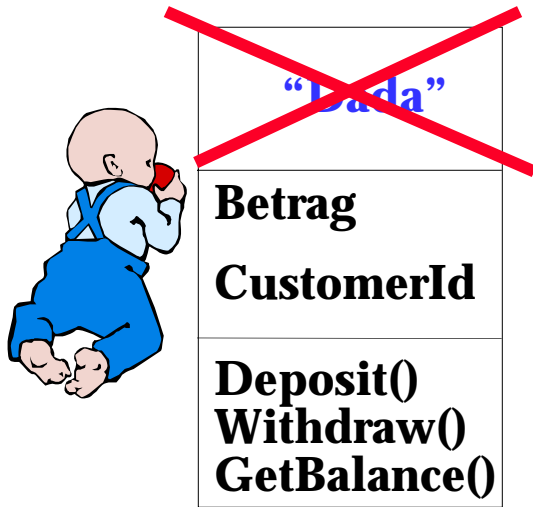 “Dada”
Betrag
CustomerId
Deposit()
Withdraw()
GetBalance()